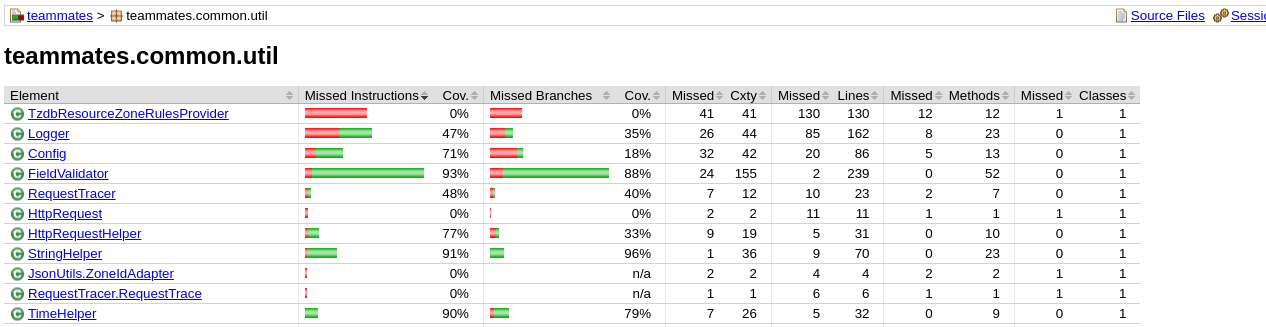 teammates > teammates.common.util Source Files Sessio
teammates.common.util
Element Missed Instructions Cov. Missed Branches Cov. Missed Cxty Missed Lines Missed Methods Missed Classes
TzdbResourceZoneRulesProvider 0% 0% 41 41 130 130 12 12 1 1
Logger 47% 35% 26 44 85 162 8 23 0 1
Config 71% 18% 32 42 20 86 5 13 0 1
FieldValidator 93% 88% 24 155 2 239 0 52 0 1
RequestTracer 48% 40% 7 12 10 23 2 7 0 1
HttpRequest 0% 0% 2 2 11 11 1 1 1 1
HttpRequestHelper 77% 33% 9 19 5 31 0 10 0 1
StringHelper 91% 96% 1 36 9 70 0 23 0 1
JsonUtils.ZoneIdAdapter 0% n/a 2 2 4 4 2 2 1 1
RequestTracer.RequestTrace 0% n/a 1 1 6 6 1 1 1 1
TimeHelper 90% 79% 7 26 5 32 0 9 0 1